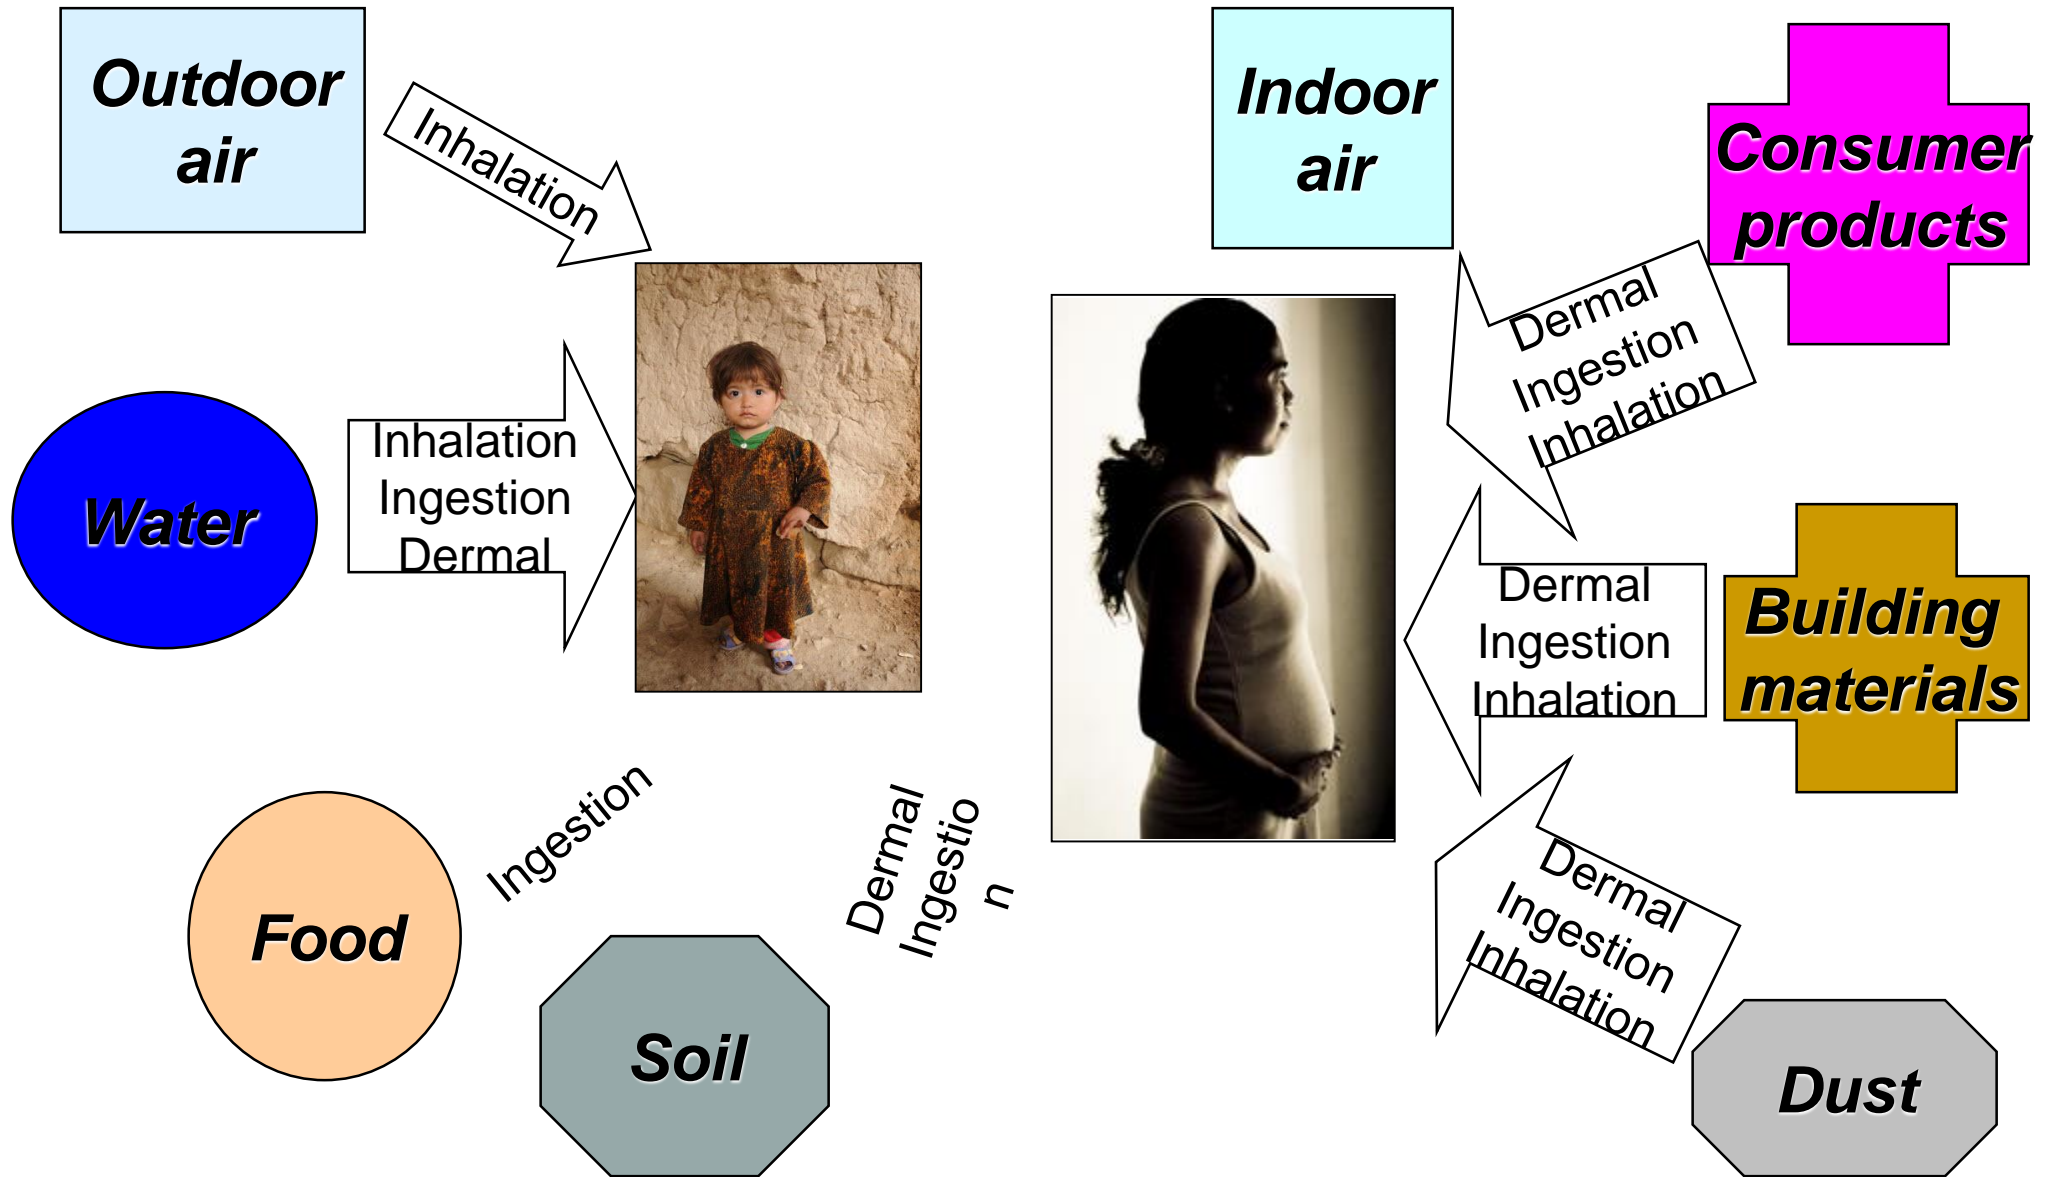 Outdoor
air
Inhalation
Indoor
air
Consumer
products
Dermal
Ingestion
Inhalation
Water
Inhalation
Ingestion
Dermal
Dermal
Ingestion
Inhalation
Building
materials
Food
Ingestion
Soil
Dermal
Ingestio
n
Dermal
Ingestion
Inhalation
Dust